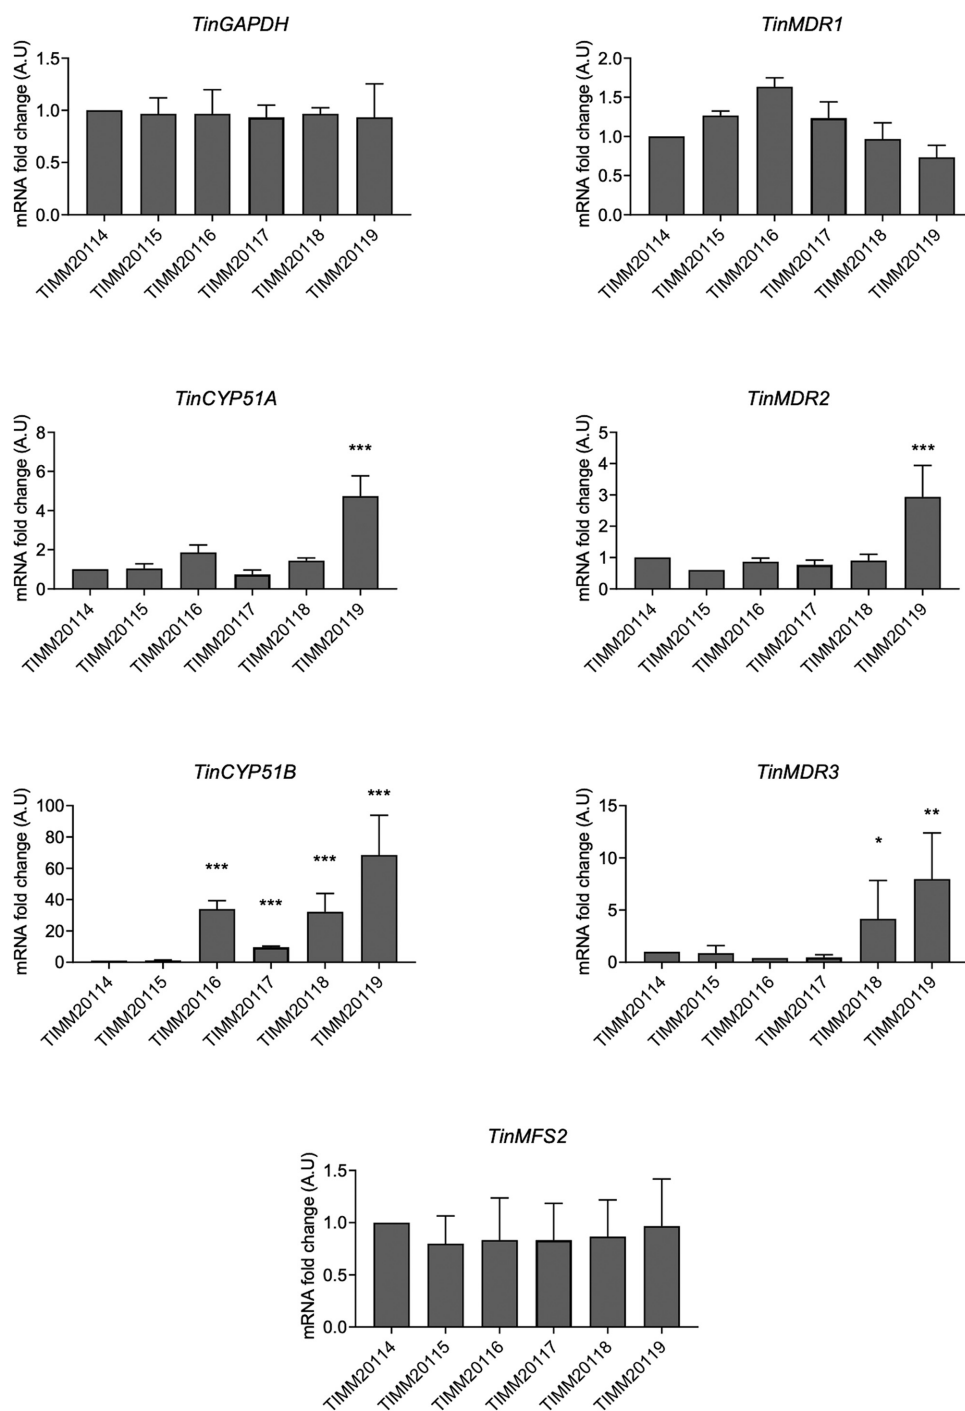 TinGAPDH
mRNA fold change (A.U)
1.5
1.0
0.5
0.0
TIMM20114
TIMM20115
TIMM20116
TIMM20117
TIMM20118
TIMM20119
TinMDR1
mRNA fold change (A.U)
2.0
1.5
1.0
0.5
0.0
TIMM20114
TIMM20115
TIMM20116
TIMM20117
TIMM20118
TIMM20119
TinCYP51A
mRNA fold change (A.U)
8
6
4
2
0
***
TIMM20114
TIMM20115
TIMM20116
TIMM20117
TIMM20118
TIMM20119
TinMDR2
mRNA fold change (A.U)
5
4
3
2
1
0
***
TIMM20114
TIMM20115
TIMM20116
TIMM20117
TIMM20118
TIMM20119
TinCYP51B
mRNA fold change (A.U)
100
80
60
40
20
0
***
***
***
***
TIMM20114
TIMM20115
TIMM20116
TIMM20117
TIMM20118
TIMM20119
TinMDR3
mRNA fold change (A.U)
15
10
5
0
*
**
TIMM20114
TIMM20115
TIMM20116
TIMM20117
TIMM20118
TIMM20119
TinMFS2
mRNA fold change (A.U)
1.5
1.0
0.5
0.0
TIMM20114
TIMM20115
TIMM20116
TIMM20117
TIMM20118
TIMM20119